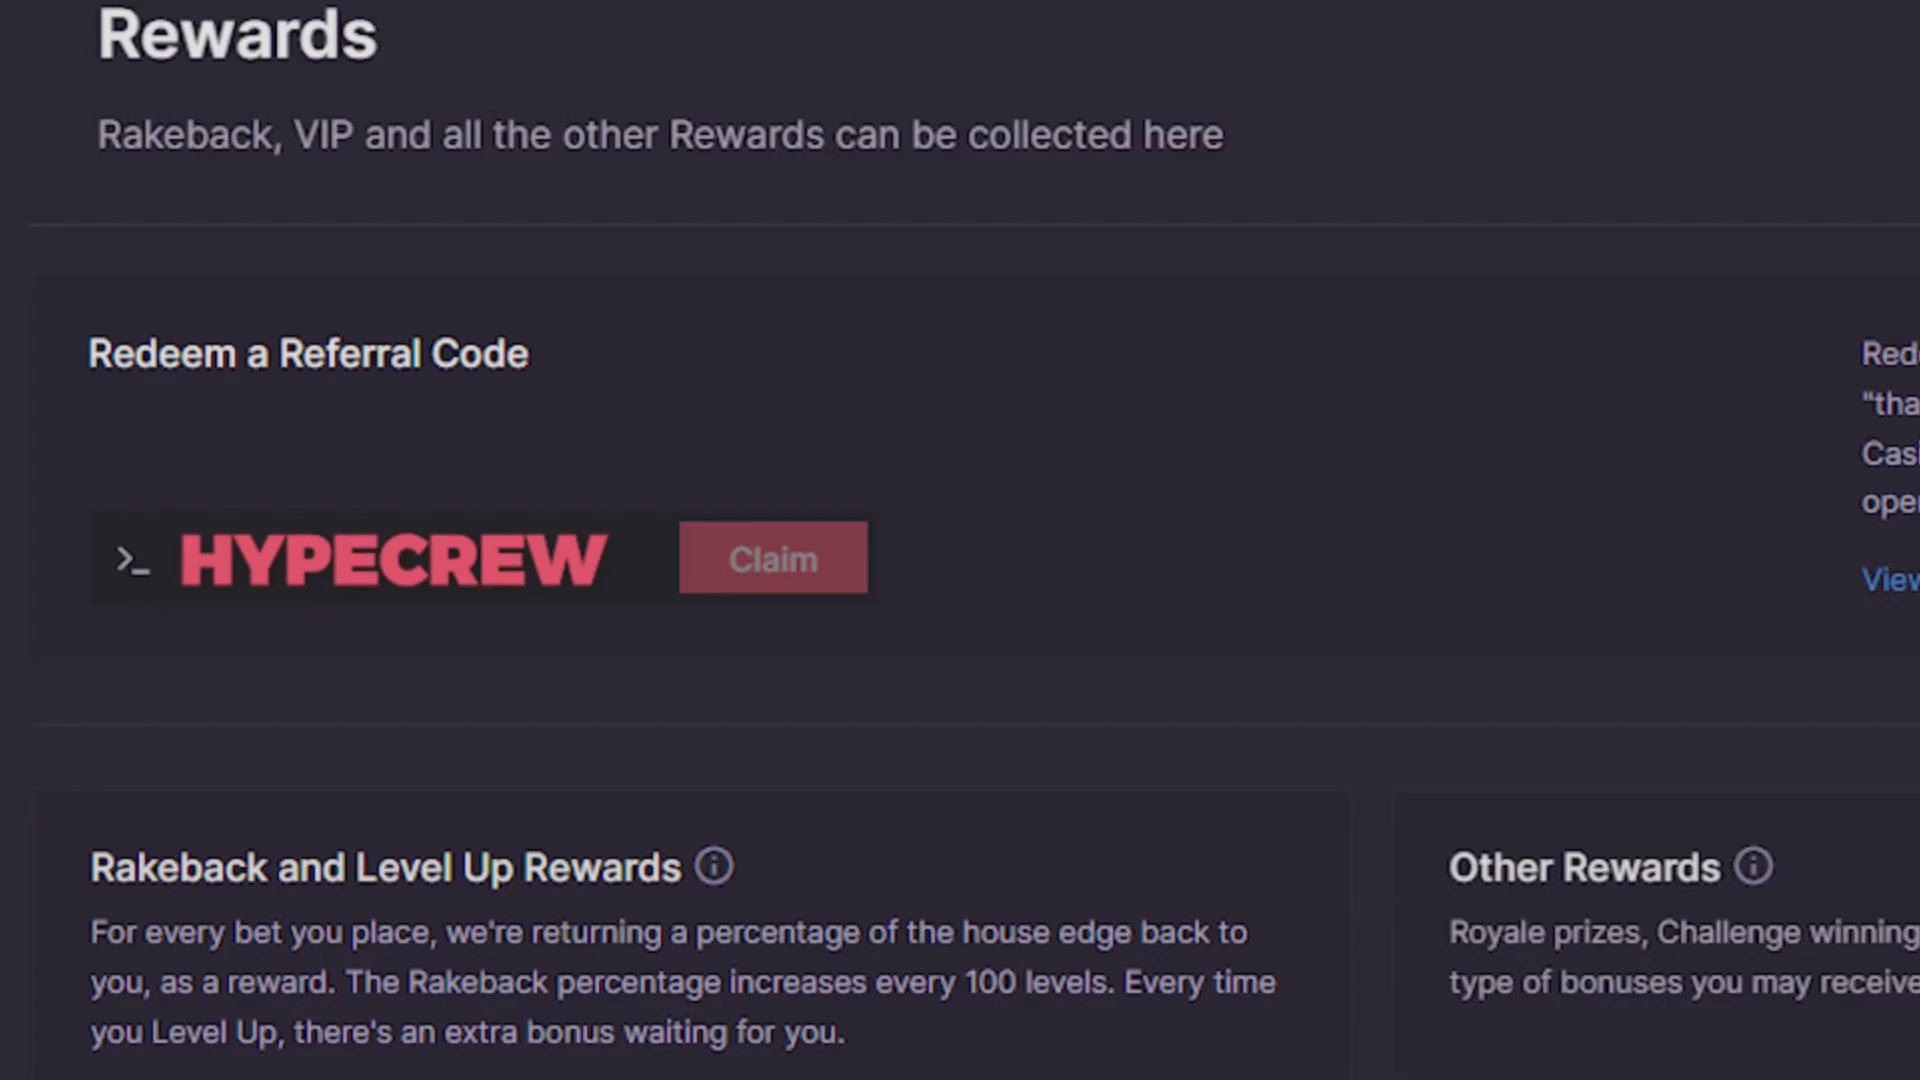 Rewards
Rakeback, VIP and all the other Rewards can be collected here
Redeem a Referral Code
>_ HYPECREW
Claim
"tha
View
Rakeback and Level Up Rewards
For every bet you place, we're returning a percentage of the house edge back to
you, as a reward. The Rakeback percentage increases every 100 levels. Every time
you Level Up, there's an extra bonus waiting for you.
Other Rewards
Royale prizes, Challenge winning
type of bonuses you may receive